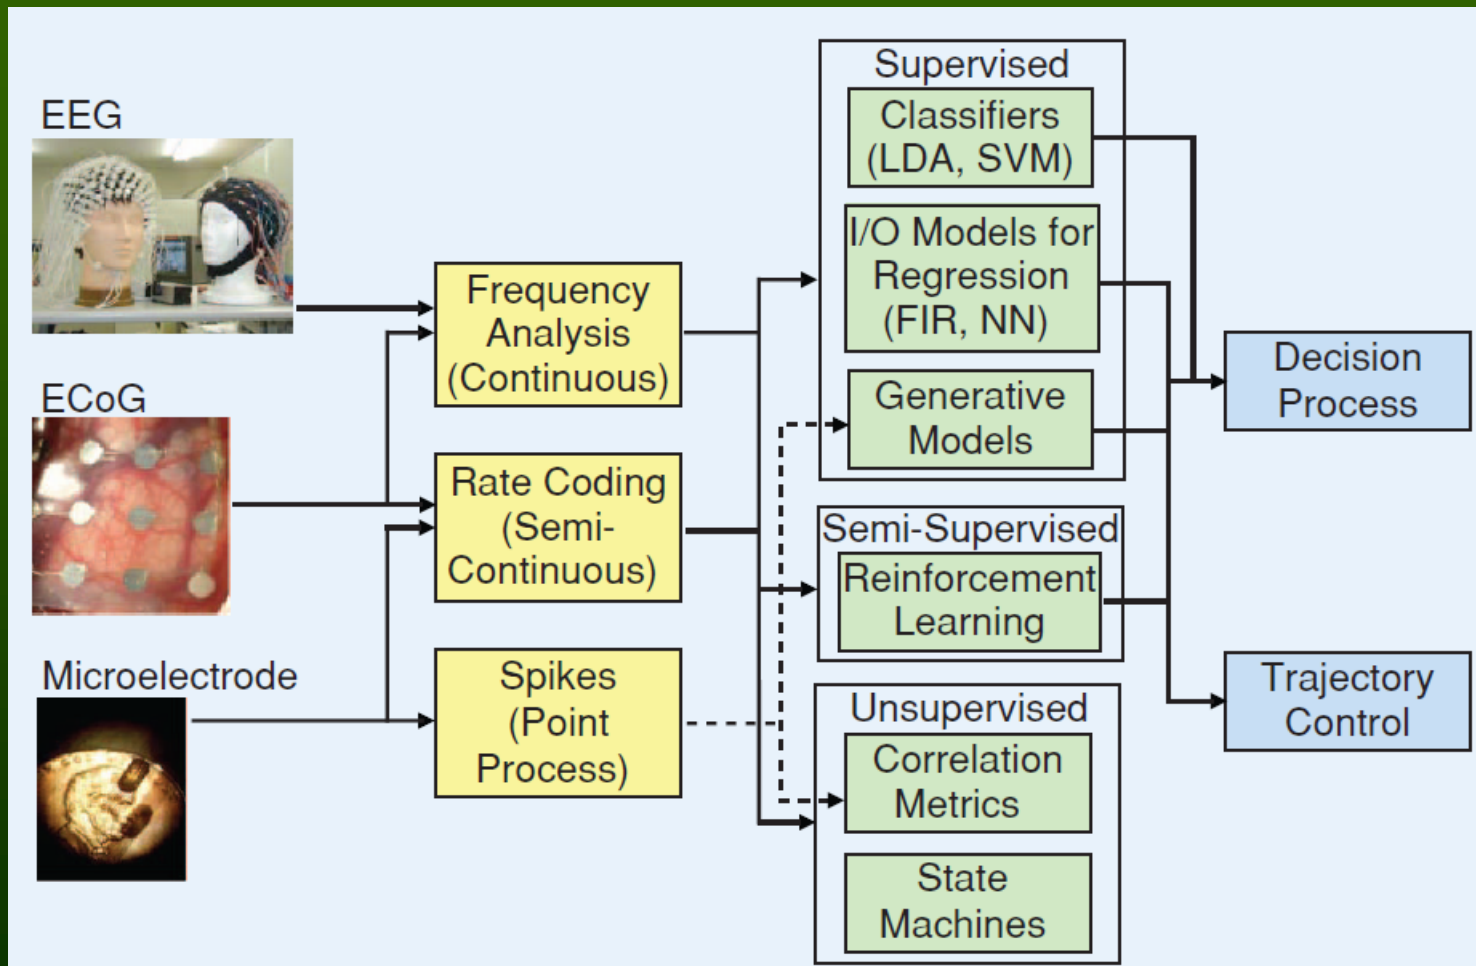 EEG
ECoG
Microelectrode
Frequency
Analysis
(Continuous)
Rate Coding
(Semi-
Continuous)
Spikes
(Point
Process)
Supervised
Classifiers
(LDA, SVM)
I/O Models for
Regression
(FIR, NN)
Generative
Models
Semi-Supervised
Reinforcement
Learning
Unsupervised
Correlation
Metrics
State
Machines
Decision
Process
Trajectory
Control